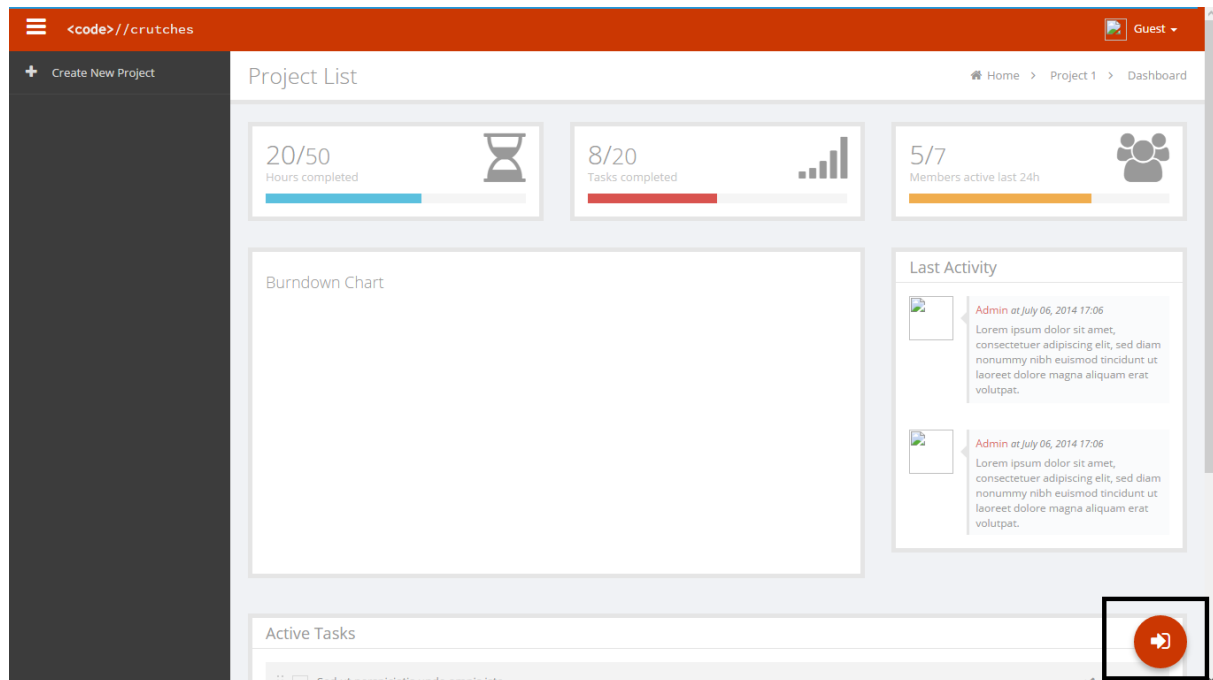 <code>//crutches
Guest
Create New Project
Project List
Home > Project 1 > Dashboard
20/50
Hours completed
8/20
Tasks completed
5/7
Members active last 24h
Burndown Chart
Last Activity
Admin at July 06, 2014 17:06
Lorem ipsum dolor sit amet,
consectetuer adipiscing elit, sed diam
nonummy nibh euismod tincidunt ut
laoreet dolore magna aliquam erat
volutpat.
Admin at July 06, 2014 17:06
Lorem ipsum dolor sit amet,
consectetuer adipiscing elit, sed diam
nonummy nibh euismod tincidunt ut
laoreet dolore magna aliquam erat
volutpat.
Active Tasks